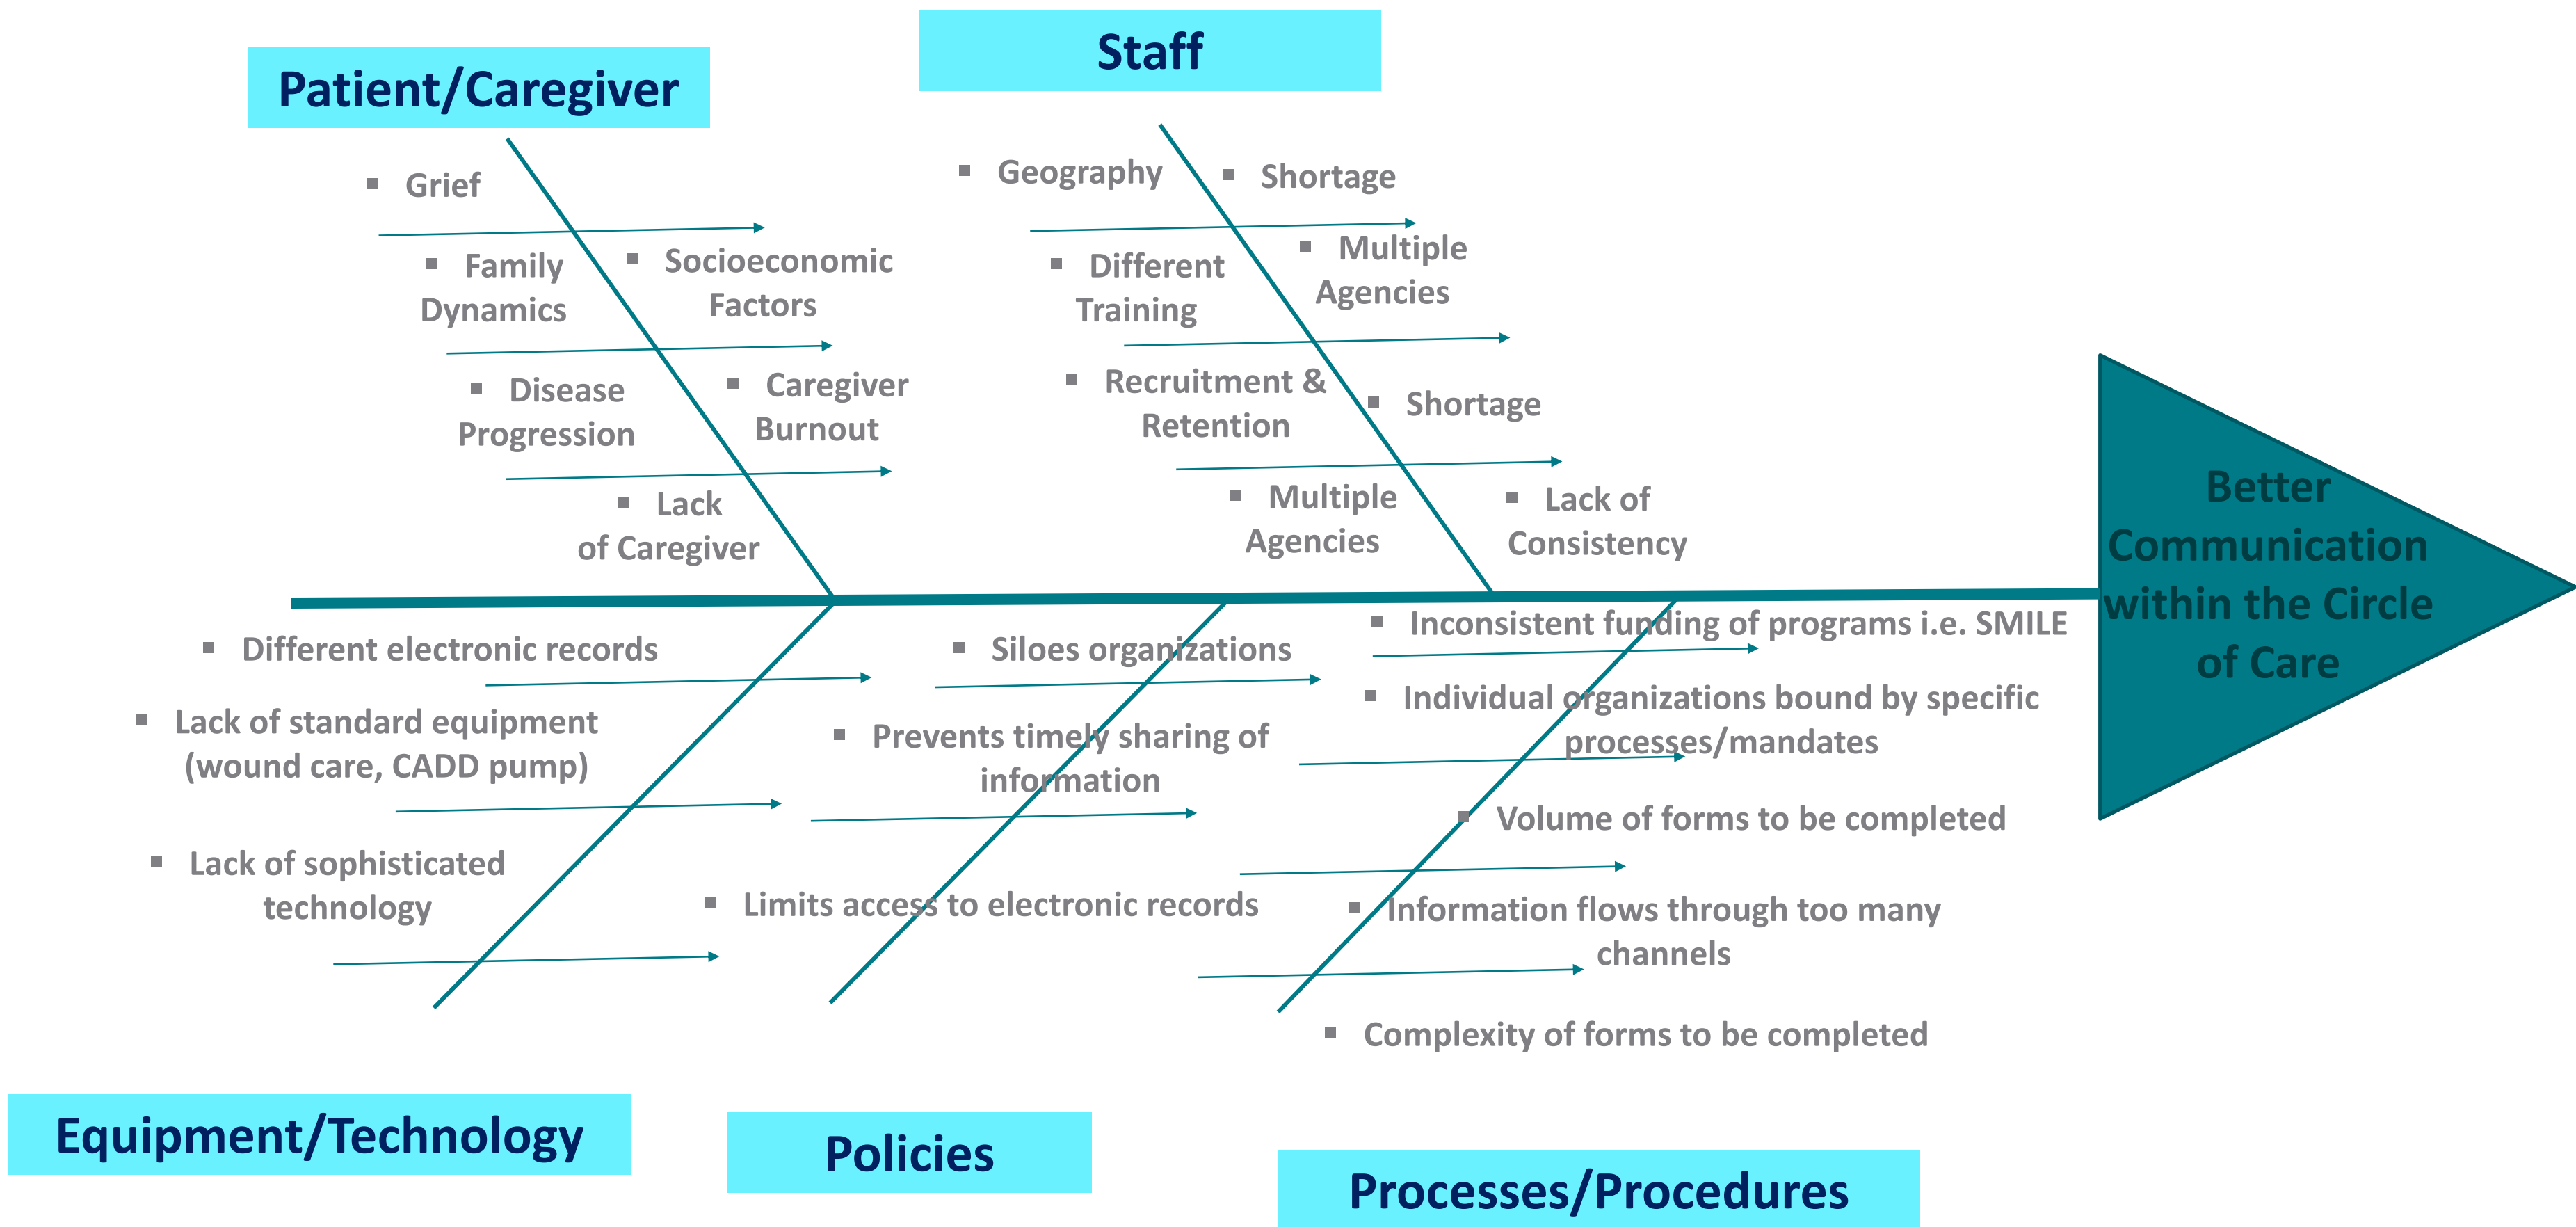 Staff
Patient/Caregiver
▪ Grief
▪ Family
Dynamics
▪ Socioeconomic
Factors
▪ Disease
Progression
▪ Caregiver
Burnout
▪ Lack
of Caregiver
▪ Geography
▪ Shortage
▪ Different
Training
▪ Multiple
Agencies
▪ Recruitment &
Retention
▪ Shortage
▪ Multiple
Agencies
▪ Lack of
Consistency
Better
Communication
within the Circle
of Care
▪ Different electronic records
▪ Lack of standard equipment
(wound care, CADD pump)
▪ Lack of sophisticated
technology
▪ Siloes organizations
▪ Prevents timely sharing of
information
▪ Limits access to electronic records
▪ Inconsistent funding of programs i.e. SMILE
▪ Individual organizations bound by specific
processes/mandates
▪ Volume of forms to be completed
▪ Information flows through too many
channels
▪ Complexity of forms to be completed
Equipment/Technology
Policies
Processes/Procedures